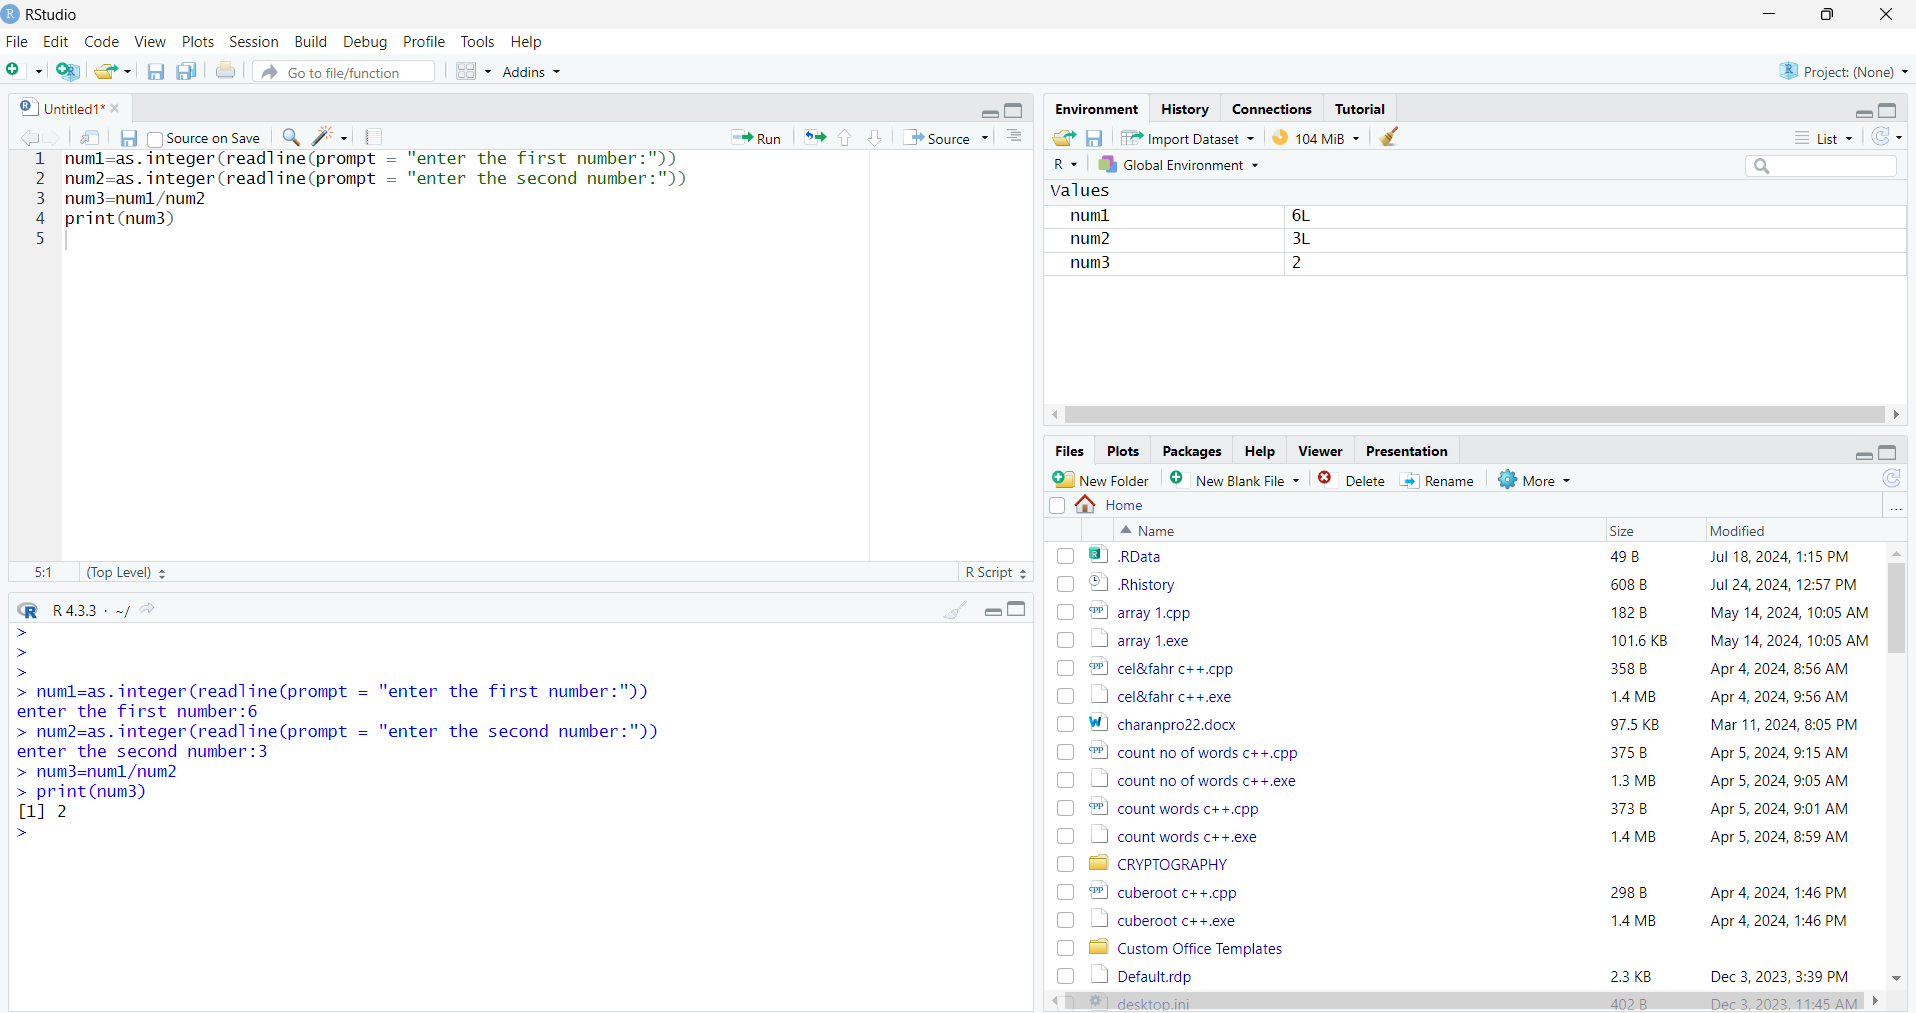 RStudio
File Edit Code View Plots Session Build Debug Profile Tools Help
Go to file/function Addins Project: (None)
Untitled1*
Source on Save Run Source
1 num1=as.integer(readline(prompt = "enter the first number:"))
2 num2=as.integer(readline(prompt = "enter the second number:"))
3 num3=num1/num2
4 print(num3)
5
5:1 (Top Level) R Script
R R 4.3.3 · ~/
>
>
>
> num1=as.integer(readline(prompt = "enter the first number:"))
enter the first number:6
> num2=as.integer(readline(prompt = "enter the second number:"))
enter the second number:3
> num3=num1/num2
> print(num3)
[1] 2
>
Environment History Connections Tutorial
Import Dataset 104 MiB List
R Global Environment
Values
num1 6L
num2 3L
num3 2
Files Plots Packages Help Viewer Presentation
New Folder New Blank File Delete Rename More
Home ...
Name Size Modified
.RData 49 B Jul 18, 2024, 1:15 PM
.Rhistory 608 B Jul 24, 2024, 12:57 PM
array 1.cpp 182 B May 14, 2024, 10:05 AM
array 1.exe 101.6 KB May 14, 2024, 10:05 AM
cel&fahr c++.cpp 358 B Apr 4, 2024, 8:56 AM
cel&fahr c++.exe 1.4 MB Apr 4, 2024, 9:56 AM
charanpro22.docx 97.5 KB Mar 11, 2024, 8:05 PM
count no of words c++.cpp 375 B Apr 5, 2024, 9:15 AM
count no of words c++.exe 1.3 MB Apr 5, 2024, 9:05 AM
count words c++.cpp 373 B Apr 5, 2024, 9:01 AM
count words c++.exe 1.4 MB Apr 5, 2024, 8:59 AM
CRYPTOGRAPHY
cuberoot c++.cpp 298 B Apr 4, 2024, 1:46 PM
cuberoot c++.exe 1.4 MB Apr 4, 2024, 1:46 PM
Custom Office Templates
Default.rdp 2.3 KB Dec 3, 2023, 3:39 PM
desktop.ini 402 B Dec 3, 2023, 11:45 AM